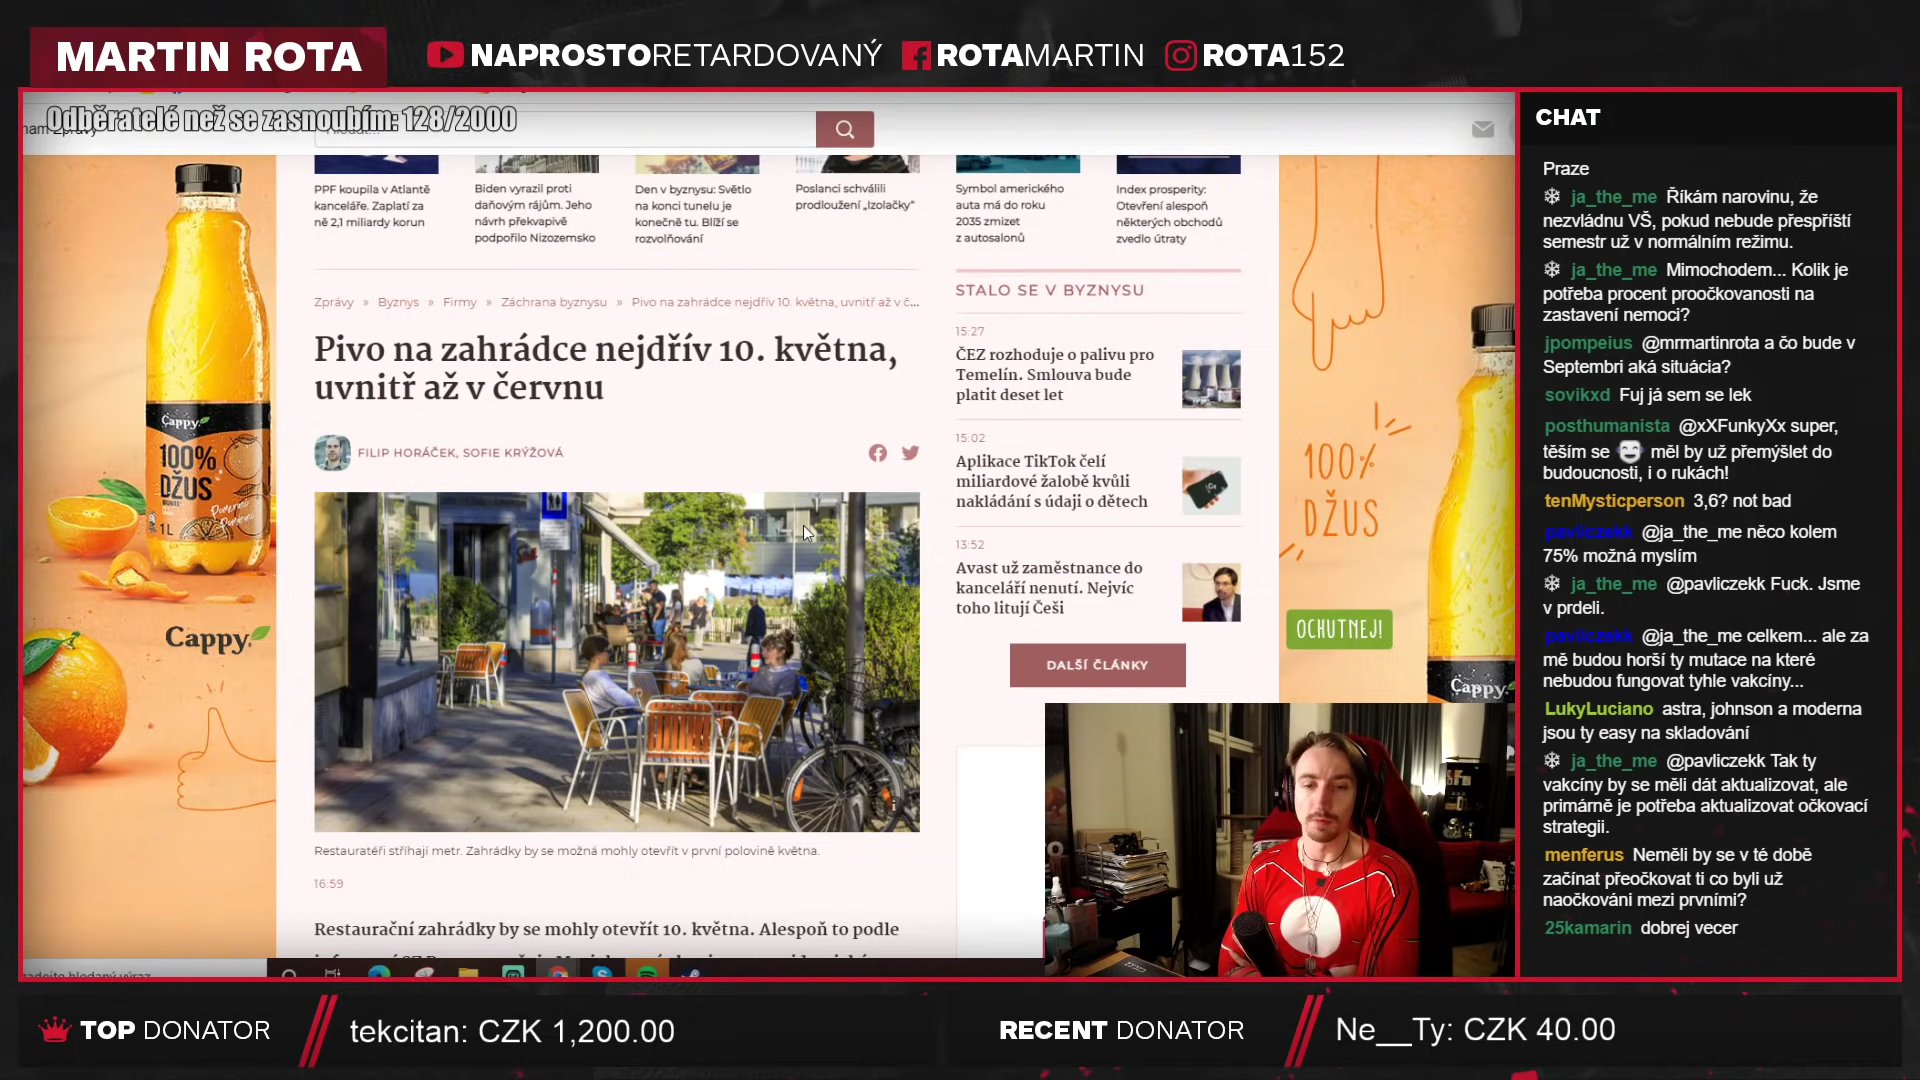 MARTIN ROTA
NAPROSTORETARDOVANÝ
ROTAMARTIN
ROTA152
Odběratelé než se zasnoubím: 128/2000
PPF koupila v Atlantě
kanceláře. Zaplatí za
ně 2,1 miliardy korun
Biden vyrazil proti
daňovým rájům. Jeho
návrh překvapivě
podpořilo Nizozemsko
Den v byznysu: Světlo
na konci tunelu je
konečně tu. Blíží se
rozvolňování
Poslanci schválili
prodloužení „Izolačky“
Symbol amerického
auta má do roku
2035 zmizet
z autosalonů
Index prosperity:
Otevření alespoň
některých obchodů
zvedlo útraty
Zprávy » Byznys » Firmy » Záchrana byznysu » Pivo na zahrádce nejdřív 10. května, uvnitř až v č...
Pivo na zahrádce nejdřív 10. května,
uvnitř až v červnu
FILIP HORÁČEK, SOFIE KRÝŽOVÁ
Restauratéři stříhají metr. Zahrádky by se možná mohly otevřít v první polovině května.
16:59
Restaurační zahrádky by se mohly otevřít 10. května. Alespoň to podle
STALO SE V BYZNYSU
15:27
ČEZ rozhoduje o palivu pro
Temelín. Smlouva bude
platit deset let
15:02
Aplikace TikTok čelí
miliardové žalobě kvůli
nakládání s údaji o dětech
13:52
Avast už zaměstnance do
kanceláří nenutí. Nejvíc
toho litují Češi
DALŠÍ ČLÁNKY
Cappy
100%
DŽUS
1L
Cappy
100%
DŽUS
OCHUTNEJ!
Cappy
CHAT
Praze
ja_the_me Říkám narovinu, že
nezvládnu VŠ, pokud nebude přespříští
semestr už v normálním režimu.
ja_the_me Mimochodem... Kolik je
potřeba procent proočkovanosti na
zastavení nemoci?
jpompeius @mrmartinrota a čo bude v
Septembri aká situácia?
sovikxd Fuj já sem se lek
posthumanista @xXFunkyXx super,
těším se měl by už přemýšlet do
budoucnosti, i o rukách!
tenMysticperson 3,6? not bad
pavliczekk @ja_the_me něco kolem
75% možná myslím
ja_the_me @pavliczekk Fuck. Jsme
v prdeli.
pavliczekk @ja_the_me celkem... ale za
mě budou horší ty mutace na které
nebudou fungovat tyhle vakcíny...
LukyLuciano astra, johnson a moderna
jsou ty easy na skladování
ja_the_me @pavliczekk Tak ty
vakcíny by se měli dát aktualizovat, ale
primárně je potřeba aktualizovat očkovací
strategii.
menferus Neměli by se v té době
začínat přeočkovat ti co byli už
naočkováni mezi prvními?
25kamarin dobrej vecer
TOP DONATOR
tekcitan: CZK 1,200.00
RECENT DONATOR
Ne__Ty: CZK 40.00